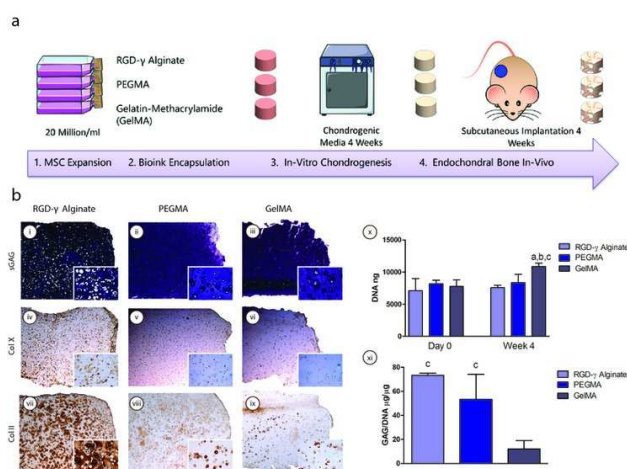 a
RGD-γ Alginate
PEGMA
Gelatin-Methacrylamide
(GelMA)
20 Million/ml
Chondrogenic
Media 4 Weeks
Subcutaneous Implantation 4
Weeks
1. MSC Expansion
2. Bioink Encapsulation
3. In-Vitro Chondrogenesis
4. Endochondral Bone In-Vivo
b
RGD-γ Alginate
PEGMA
GelMA
sGAG
i
ii
iii
Col X
iv
v
vi
Col II
vii
viii
ix
x
DNA ng
15000
10000
5000
0
a,b,c
Day 0
Week 4
RGD-γ Alginate
PEGMA
GelMA
xi
GAG/DNA µg/µg
80
60
40
20
0
c
c
RGD-γ Alginate
PEGMA
GelMA